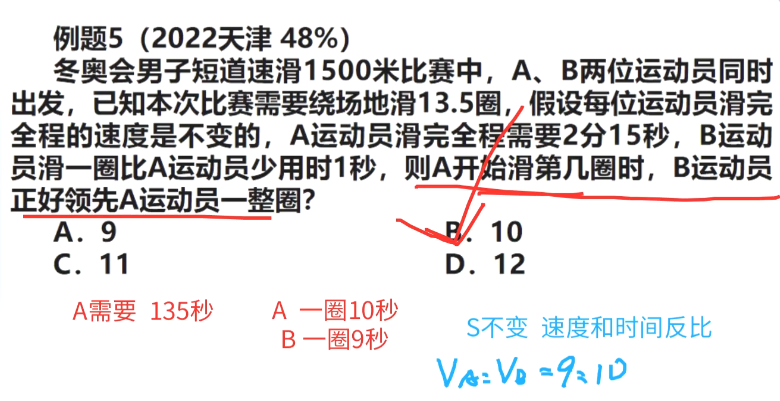 例题5（2022天津 48%）
冬奥会男子短道速滑1500米比赛中，A、B两位运动员同时
出发，已知本次比赛需要绕场地滑13.5圈，假设每位运动员滑完
全程的速度是不变的，A运动员滑完全程需要2分15秒，B运动
员滑一圈比A运动员少用时1秒，则A开始滑第几圈时，B运动员
正好领先A运动员一整圈？
A．9 B．10
C．11 D．12
A需要 135秒 A 一圈10秒
B 一圈9秒
S不变 速度和时间反比
VA:VB=9:10